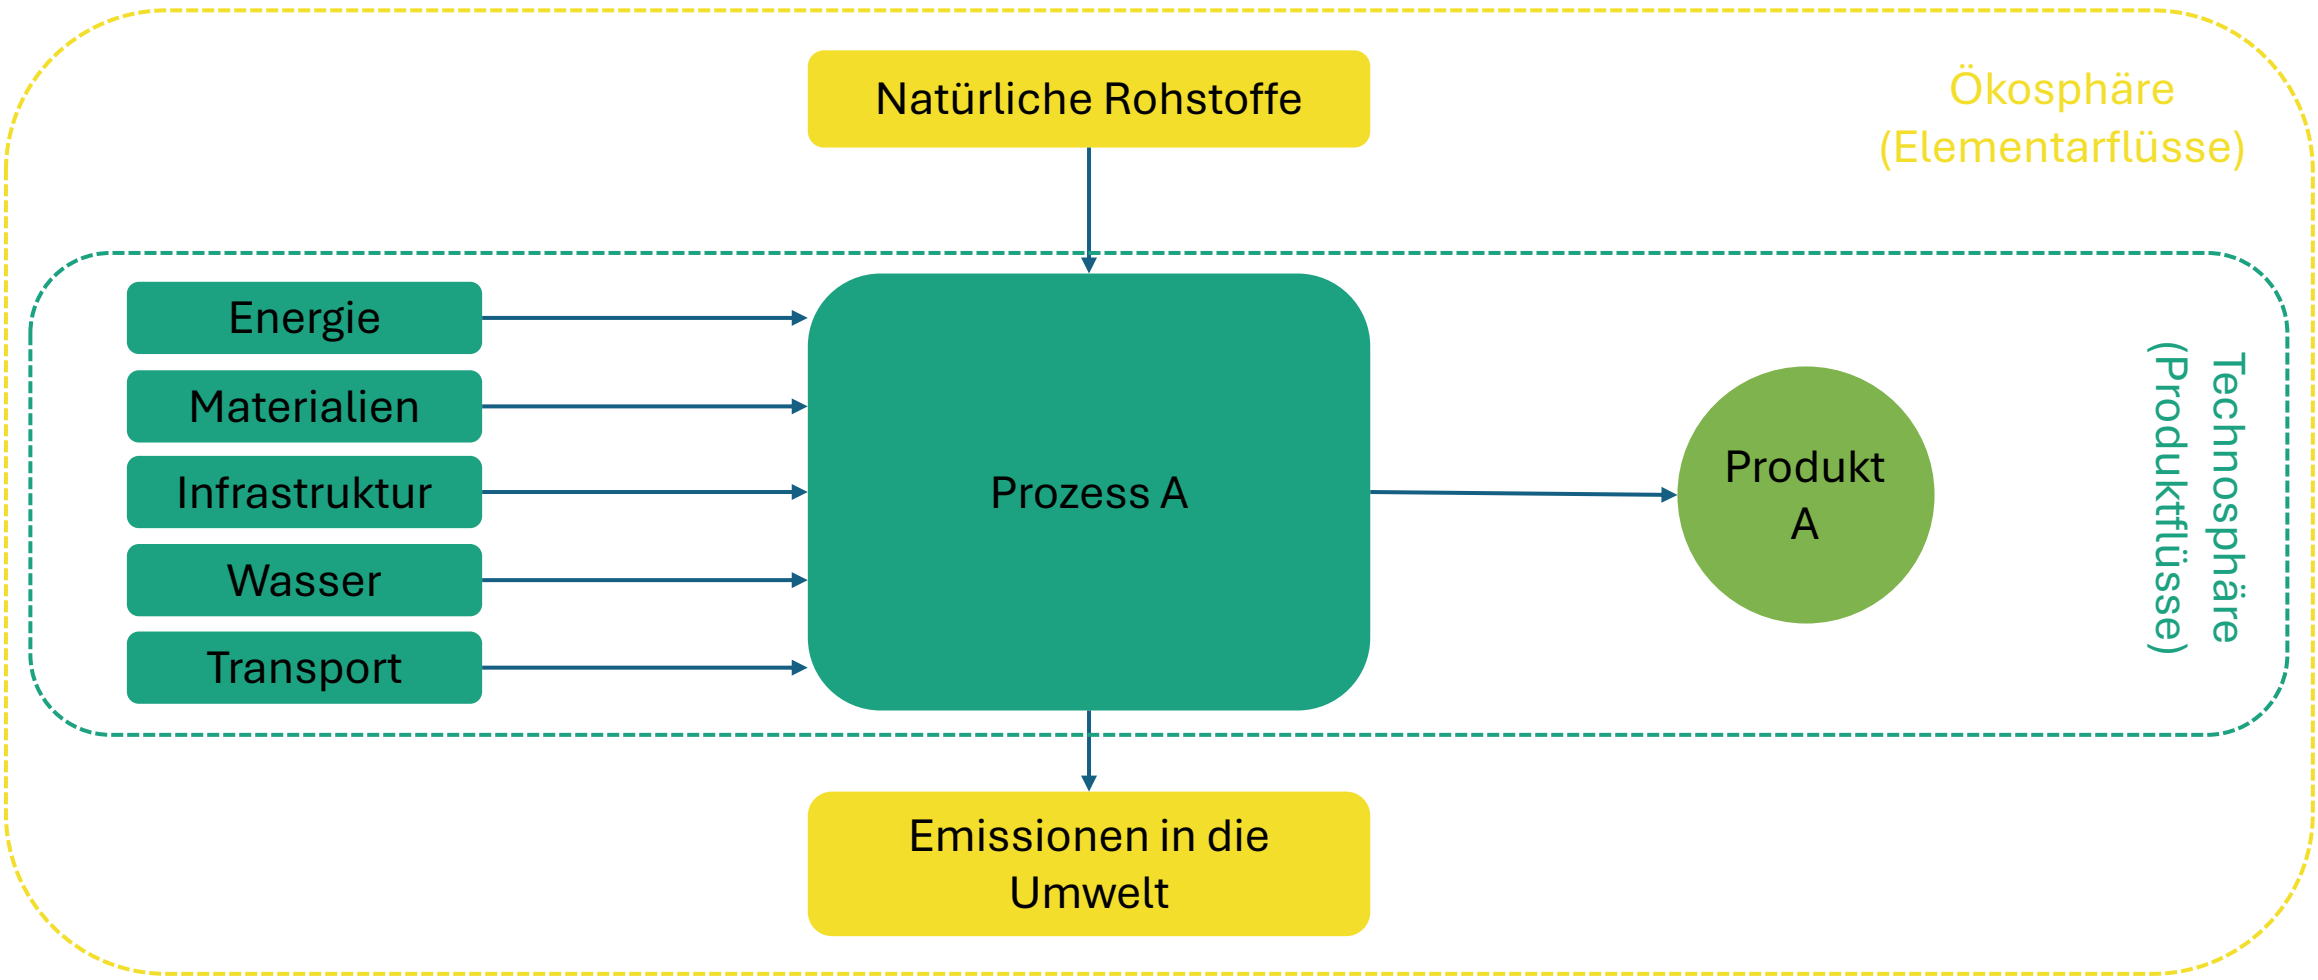 Natürliche Rohstoffe
Ökosphäre
(Elementarflüsse)
Energie
Materialien
Infrastruktur
Wasser
Transport
Prozess A
Produkt
A
Technosphäre
(Produktflüsse)
Emissionen in die
Umwelt